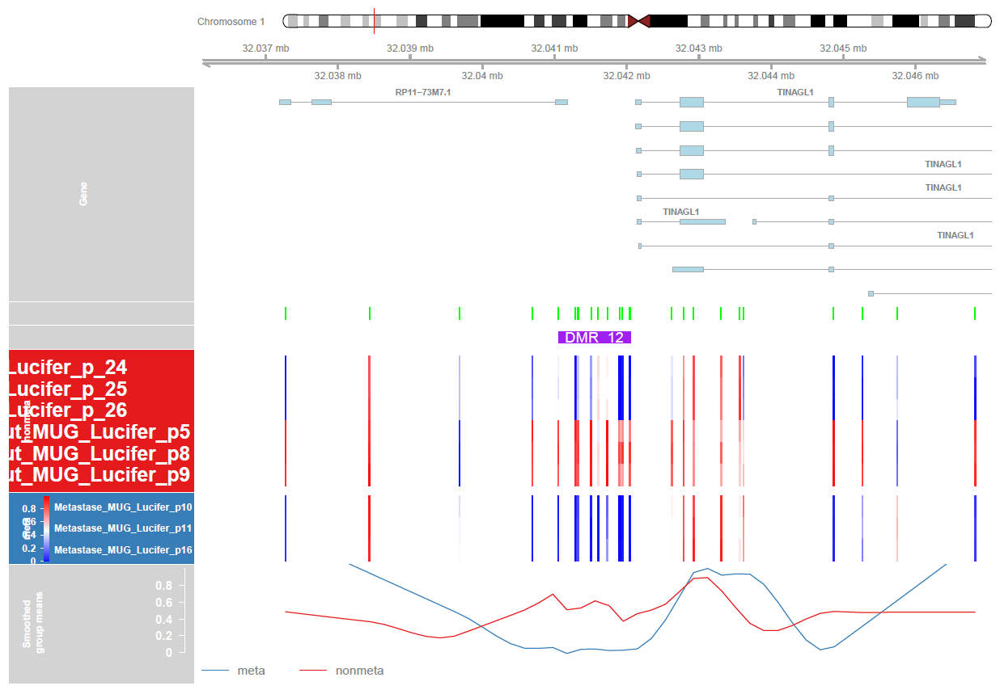 Chromosome 1
32.037 mb 32.039 mb 32.041 mb 32.043 mb 32.045 mb
32.038 mb 32.04 mb 32.042 mb 32.044 mb 32.046 mb
RP11−73M7.1 TINAGL1
TINAGL1
TINAGL1
TINAGL1
TINAGL1
Gene
DMR_12
Lucifer_p_24
Lucifer_p_25
Lucifer_p_26
ut_MUG_Lucifer_p5
ut_MUG_Lucifer_p8
ut_MUG_Lucifer_p9
nonmeta
0.8
0.6
0.4
0.2
0
meta
Metastase_MUG_Lucifer_p10
Metastase_MUG_Lucifer_p11
Metastase_MUG_Lucifer_p16
Smoothed
group means
0.8
0.6
0.4
0.2
0
meta nonmeta